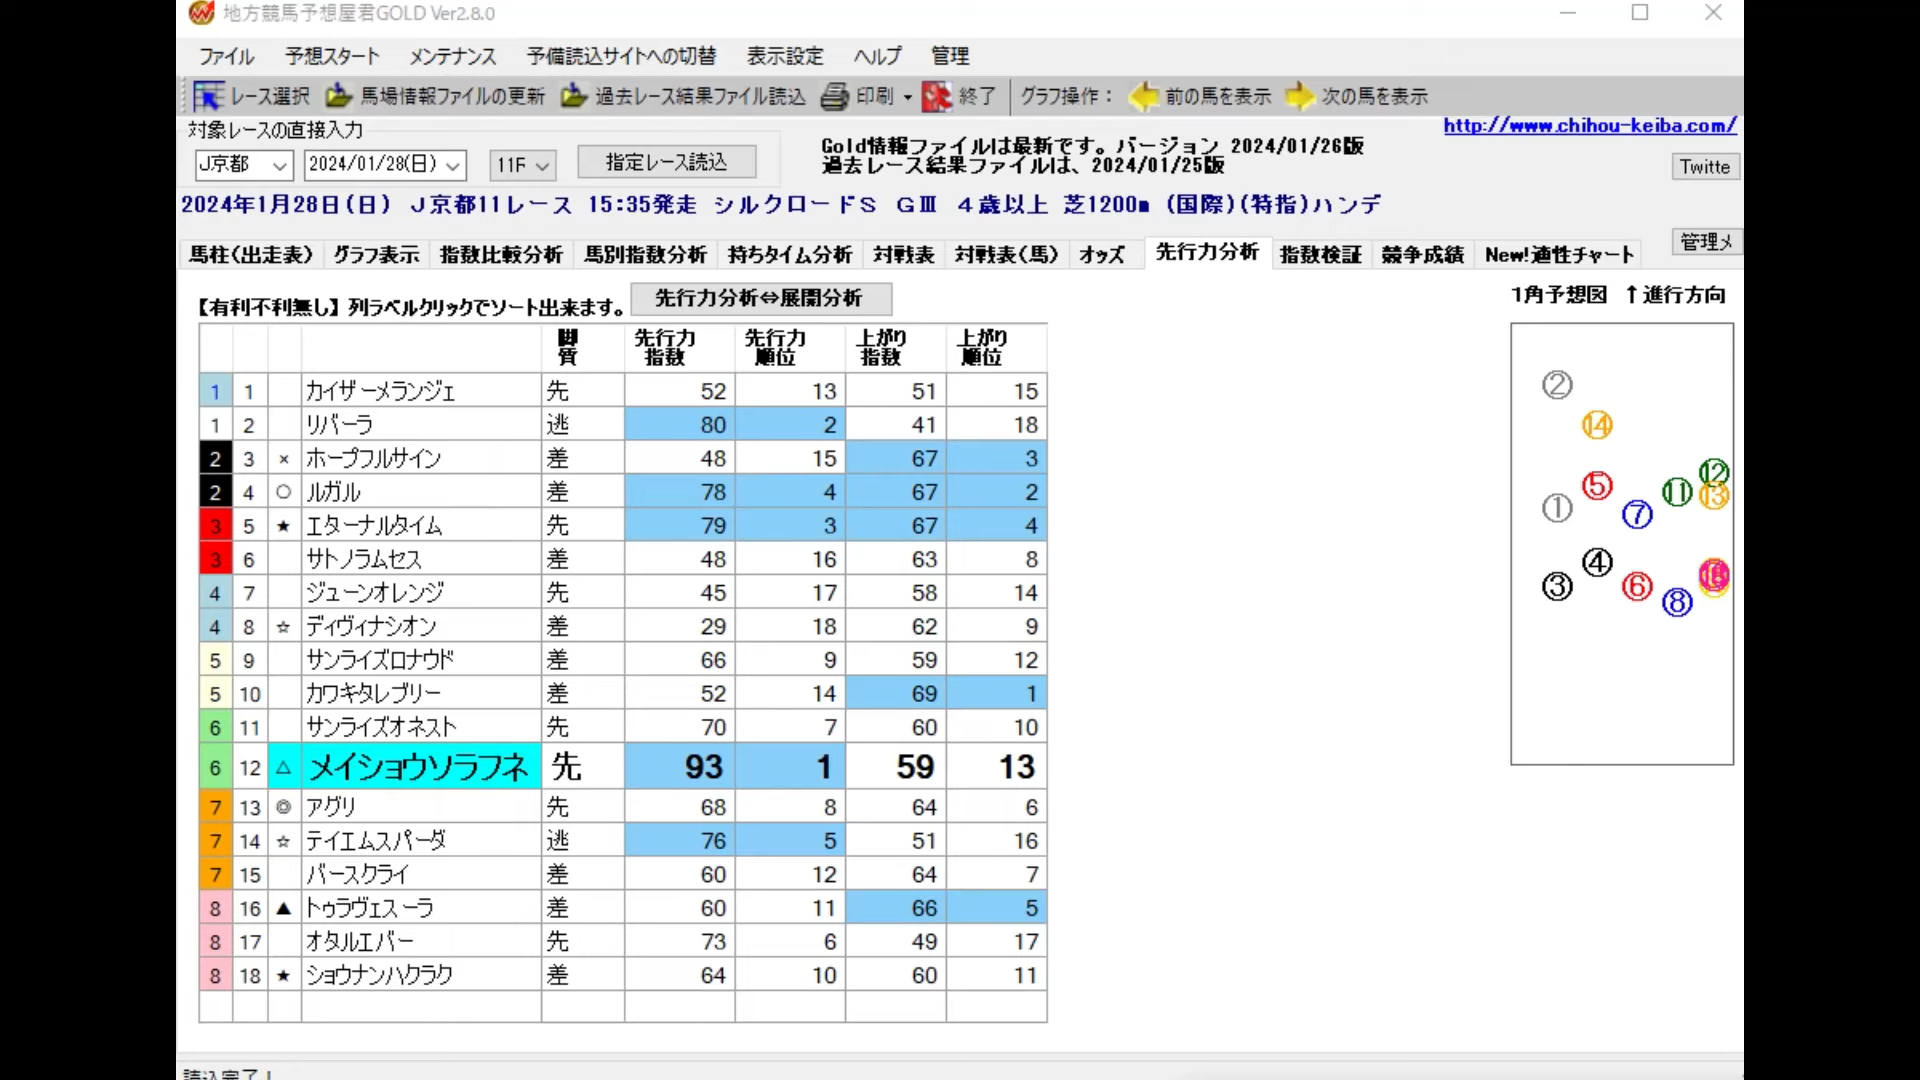 地方競馬予想屋君GOLD Ver2.8.0
ファイル 予想スタート メンテナンス 予備読込サイトへの切替 表示設定 ヘルプ 管理
レース選択 馬場情報ファイルの更新 過去レース結果ファイル読込 印刷 終了 グラフ操作： 前の馬を表示 次の馬を表示
対象レースの直接入力
http://www.chihou-keiba.com/
J京都 2024/01/28(日) 11F 指定レース読込
Gold情報ファイルは最新です。バージョン 2024/01/26版
過去レース結果ファイルは、2024/01/25版
Twitte
2024年1月28日(日) J京都11レース 15:35発走 シルクロードS GⅢ 4歳以上 芝1200m (国際)(特指)ハンデ
管理メ
馬柱(出走表) グラフ表示 指数比較分析 馬別指数分析 持ちタイム分析 対戦表 対戦表(馬) オッズ 先行力分析 指数検証 競争成績 New!適性チャート
【有利不利無し】列ラベルクリックでソート出来ます。 先行力分析⇔展開分析
1角予想図 ↑進行方向
脚質 先行力指数 先行力順位 上がり指数 上がり順位
1 1 カイザーメランジェ 先 52 13 51 15
1 2 リバーラ 逃 80 2 41 18
2 3 × ホープフルサイン 差 48 15 67 3
2 4 ○ ルガル 差 78 4 67 2
3 5 ★ エターナルタイム 先 79 3 67 4
3 6 サトノラムセス 差 48 16 63 8
4 7 ジューンオレンジ 先 45 17 58 14
4 8 ☆ ディヴィナシオン 差 29 18 62 9
5 9 サンライズロナウド 差 66 9 59 12
5 10 カワキタレブリー 差 52 14 69 1
6 11 サンライズオネスト 先 70 7 60 10
6 12 △ メイショウソラフネ 先 93 1 59 13
7 13 ◎ アグリ 先 68 8 64 6
7 14 ☆ テイエムスパーダ 逃 76 5 51 16
7 15 バースクライ 差 60 12 64 7
8 16 ▲ トゥラヴェスーラ 差 60 11 66 5
8 17 オタルエバー 先 73 6 49 17
8 18 ★ ショウナンハクラク 差 64 10 60 11
②
⑭
⑫
⑤ ⑪ ⑬
① ⑦
④
③ ⑥ ⑧
読込完了！